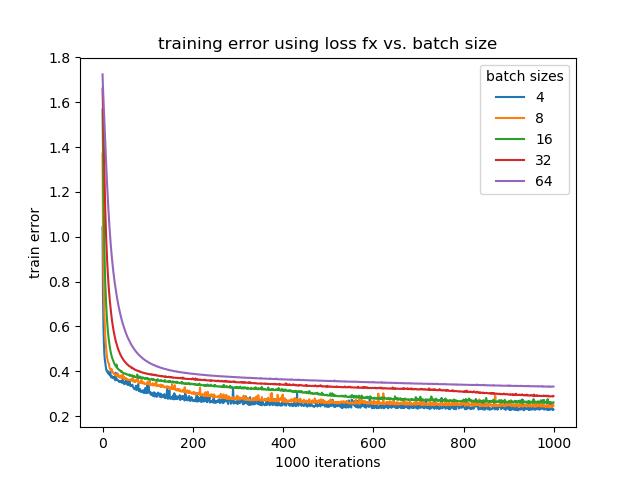 training error using loss fx vs. batch size
1.8
1.6
1.4
1.2
1.0
0.8
0.6
0.4
0.2
train error
batch sizes
4
8
16
32
64
0 200 400 600 800 1000
1000 iterations